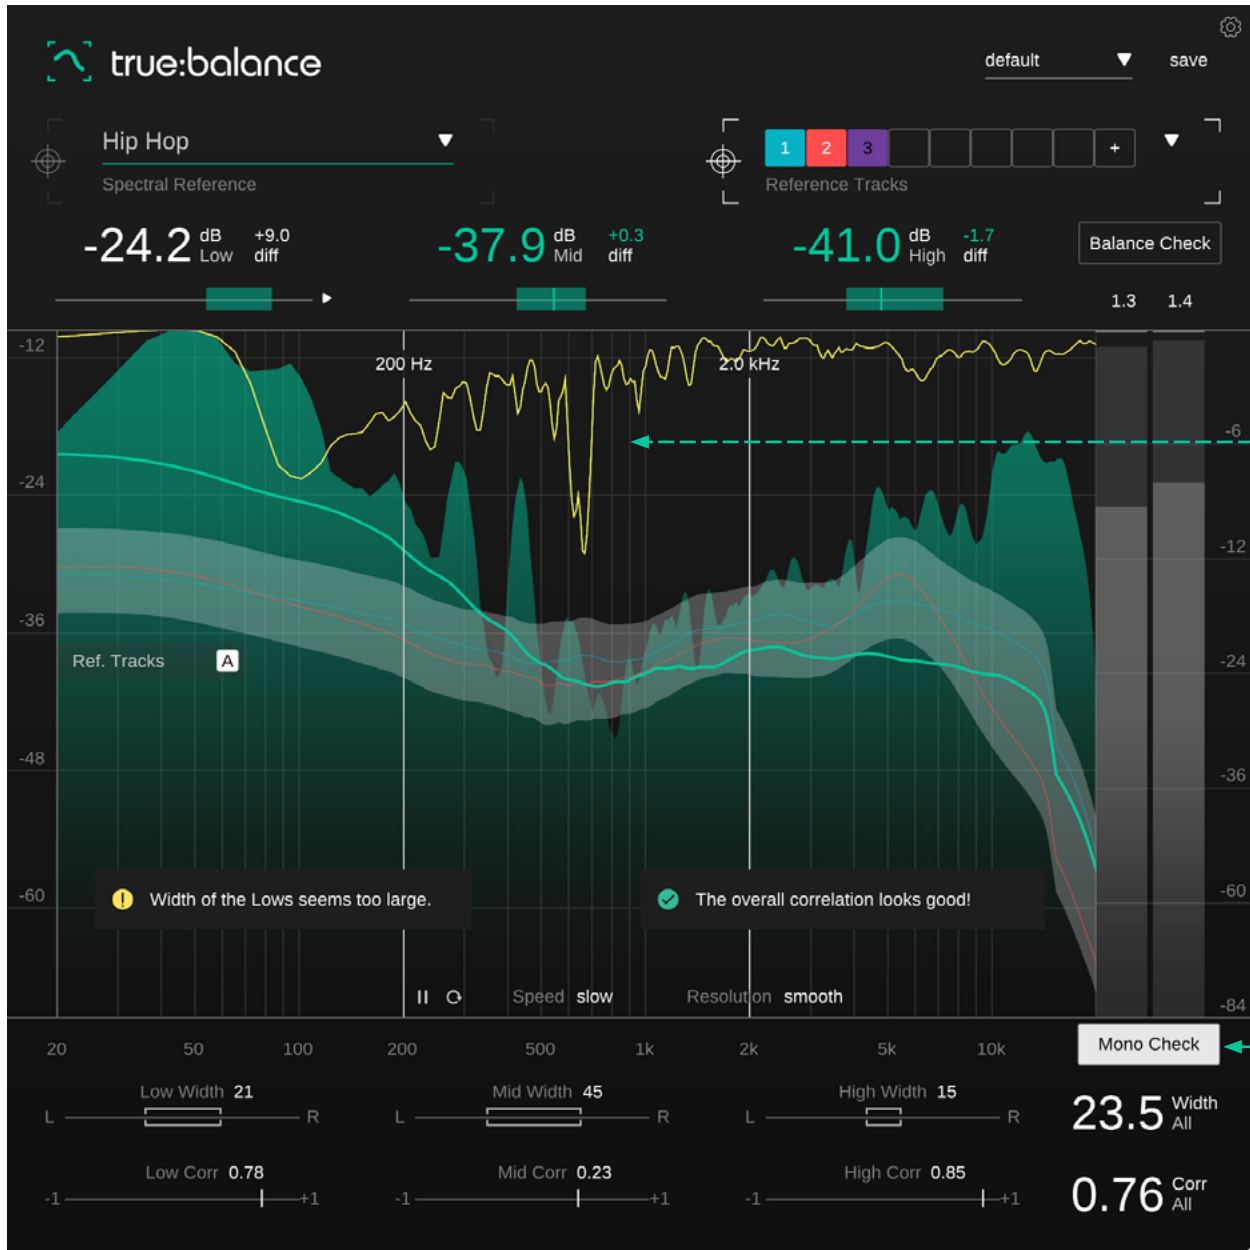 true:balance
default
save
Hip Hop
Spectral Reference
1 2 3 +
Reference Tracks
-24.2 dB Low +9.0 diff
-37.9 dB Mid +0.3 diff
-41.0 dB High -1.7 diff
Balance Check
1.3 1.4
-12
200 Hz
2.0 kHz
-6
-24
-12
-36
Ref. Tracks A
-24
-48
-36
-60
! Width of the Lows seems too large.
The overall correlation looks good!
-60
Speed slow
Resolution smooth
-84
20 50 100 200 500 1k 2k 5k 10k
Mono Check
Low Width 21
L R
Mid Width 45
L R
High Width 15
L R
23.5 Width All
Low Corr 0.78
-1 +1
Mid Corr 0.23
-1 +1
High Corr 0.85
-1 +1
0.76 Corr All